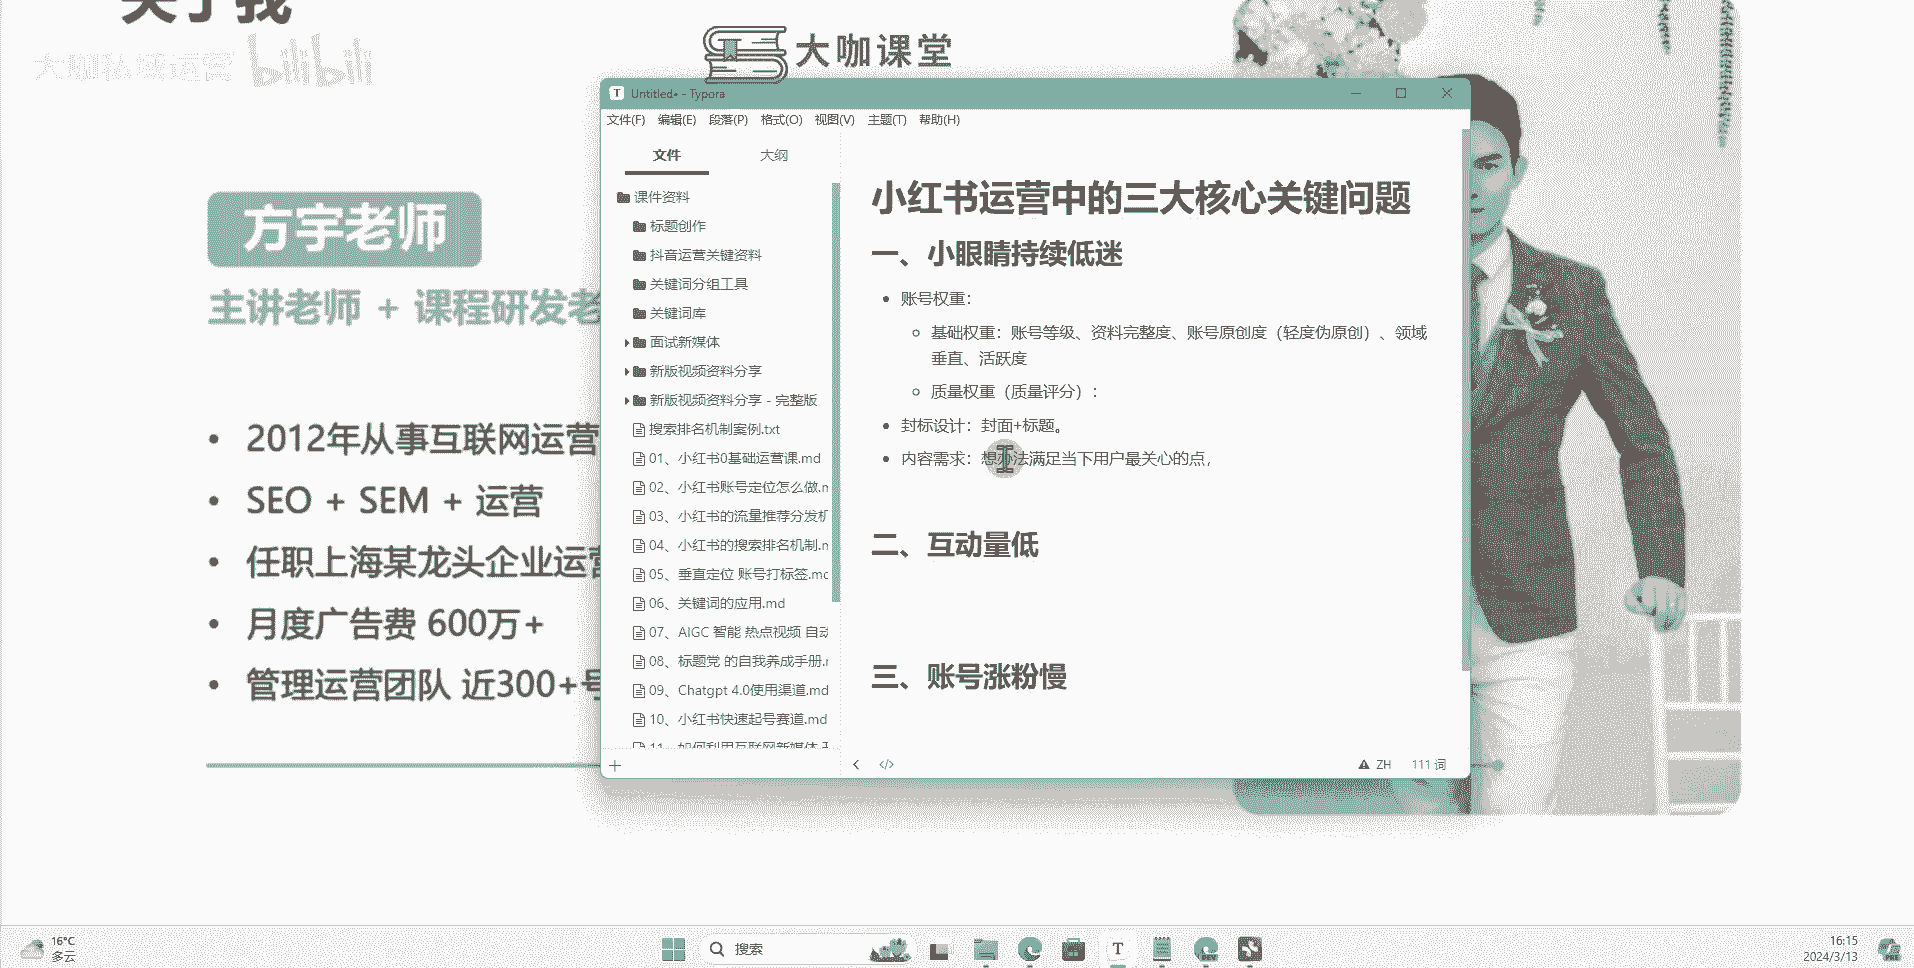 关于我
大咖私域运营 bilibili
大咖课堂
方宇老师
主讲老师 + 课程研发老
2012年从事互联网运营
SEO + SEM + 运营
任职上海某龙头企业运营
月度广告费 600万+
管理运营团队 近300+号
Untitled• - Typora
文件(F) 编辑(E) 段落(P) 格式(O) 视图(V) 主题(T) 帮助(H)
文件 大纲
课件资料
标题创作
抖音运营关键资料
关键词分组工具
关键词库
面试新媒体
新版视频资料分享
新版视频资料分享 - 完整版
搜索排名机制案例.txt
01、小红书0基础运营课.md
02、小红书账号定位怎么做.m
03、小红书的流量推荐分发机
04、小红书的搜索排名机制.m
05、垂直定位 账号打标签.md
06、关键词的应用.md
07、AIGC 智能 热点视频 自动
08、标题党 的自我养成手册.m
09、Chatgpt 4.0使用渠道.md
10、小红书快速起号赛道.md
11、如何利用互联网新媒体
小红书运营中的三大核心关键问题
一、小眼睛持续低迷
账号权重：
基础权重：账号等级、资料完整度、账号原创度（轻度伪原创）、领域
垂直、活跃度
质量权重（质量评分）：
封标设计：封面+标题。
内容需求：想办法满足当下用户最关心的点，
二、互动量低
三、账号涨粉慢
ZH 111 词
16°C
多云
搜索
16:15
2024/3/13
DEV
PRE